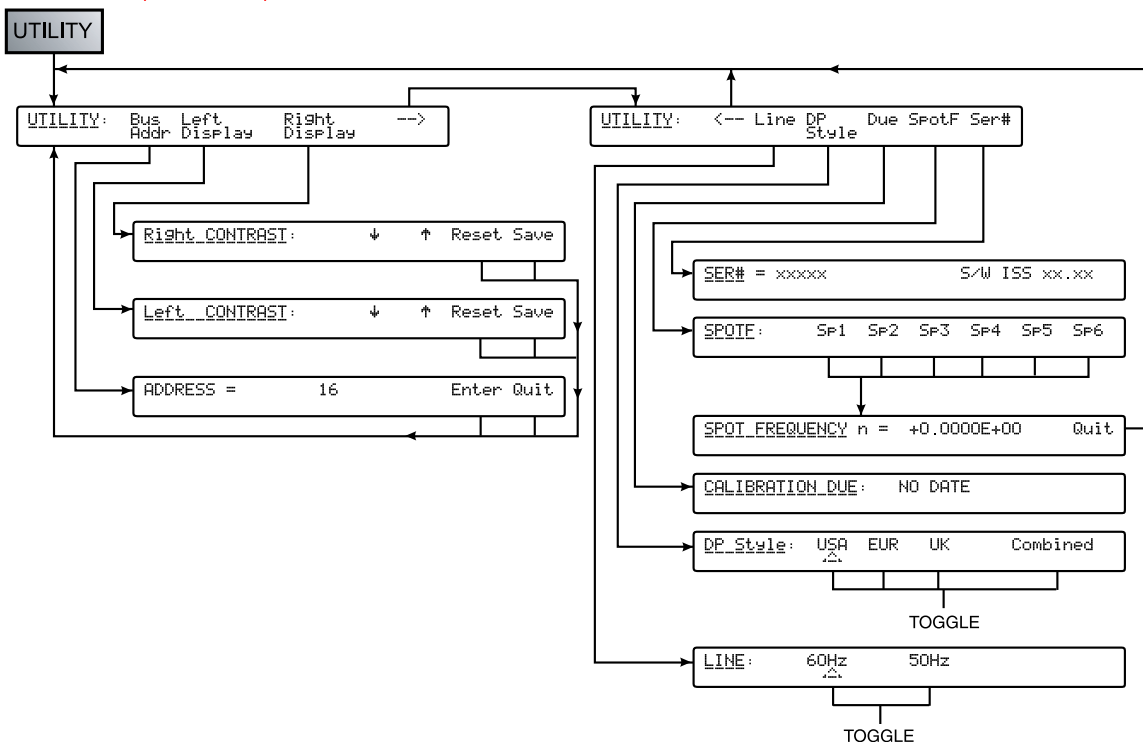 UTILITY
UTILITY: Bus Left Right -->
Addr Display Display
UTILITY: <-- Line DP Due SpotF Ser#
Style
Right CONTRAST: ↓ ↑ Reset Save
Left CONTRAST: ↓ ↑ Reset Save
ADDRESS = 16 Enter Quit
SER# = xxxxx S/W ISS xx.xx
SPOTF: Sp1 Sp2 Sp3 Sp4 Sp5 Sp6
SPOT FREQUENCY n = +0.0000E+00 Quit
CALIBRATION DUE: NO DATE
DP Style: USA EUR UK Combined
TOGGLE
LINE: 60Hz 50Hz
TOGGLE